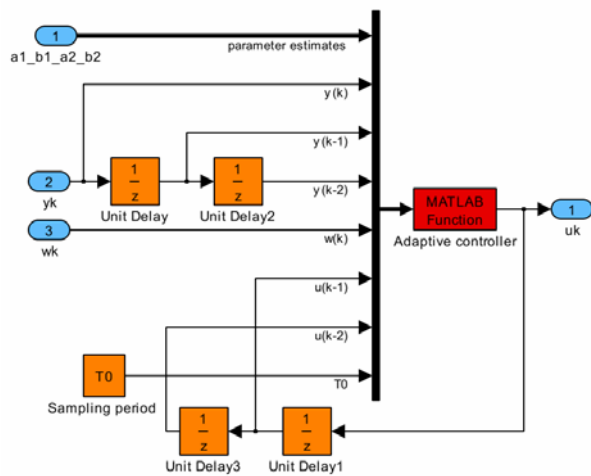 1
a1_b1_a2_b2
parameter estimates
y(k)
y(k-1)
2
yk
1
z
Unit Delay
1
z
Unit Delay2
y(k-2)
MATLAB
Function
Adaptive controller
1
uk
3
wk
w(k)
u(k-1)
u(k-2)
T0
Sampling period
T0
1
z
Unit Delay3
1
z
Unit Delay1